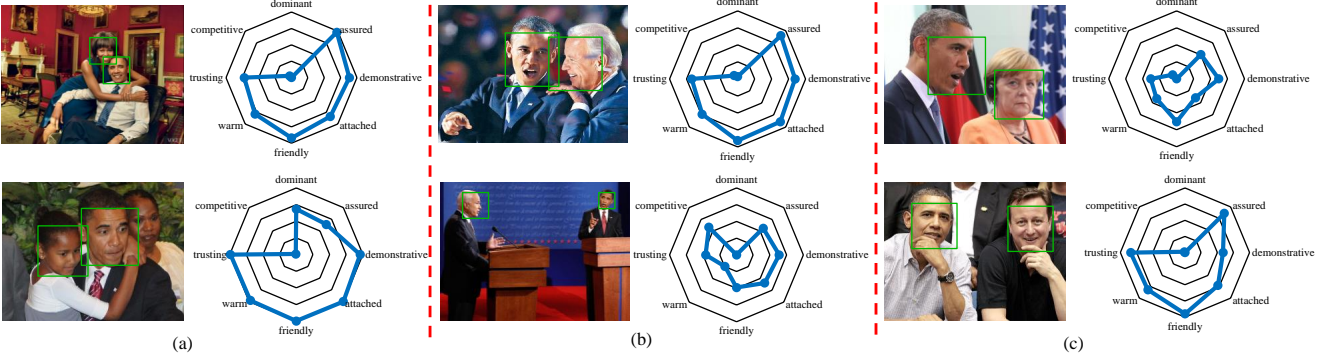 dominant
assured
demonstrative
attached
friendly
warm
trusting
competitive
dominant
assured
demonstrative
attached
friendly
warm
trusting
competitive
dominant
assured
demonstrative
attached
friendly
warm
trusting
competitive
dominant
assured
demonstrative
attached
friendly
warm
trusting
competitive
dominant
assured
demonstrative
attached
friendly
warm
trusting
competitive
dominant
assured
demonstrative
attached
friendly
warm
trusting
competitive
(a)
(b)
(c)